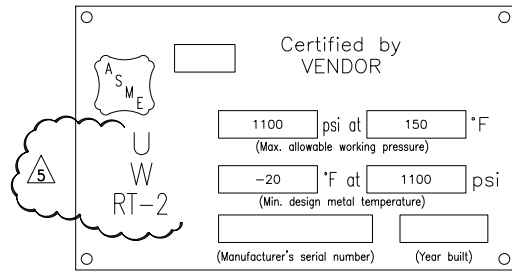 Certified by
VENDOR
ASME
1100 psi at 150 °F
(Max. allowable working pressure)
U
W
RT-2
5
-20 °F at 1100 psi
(Min. design metal temperature)
(Manufacturer's serial number) (Year built)